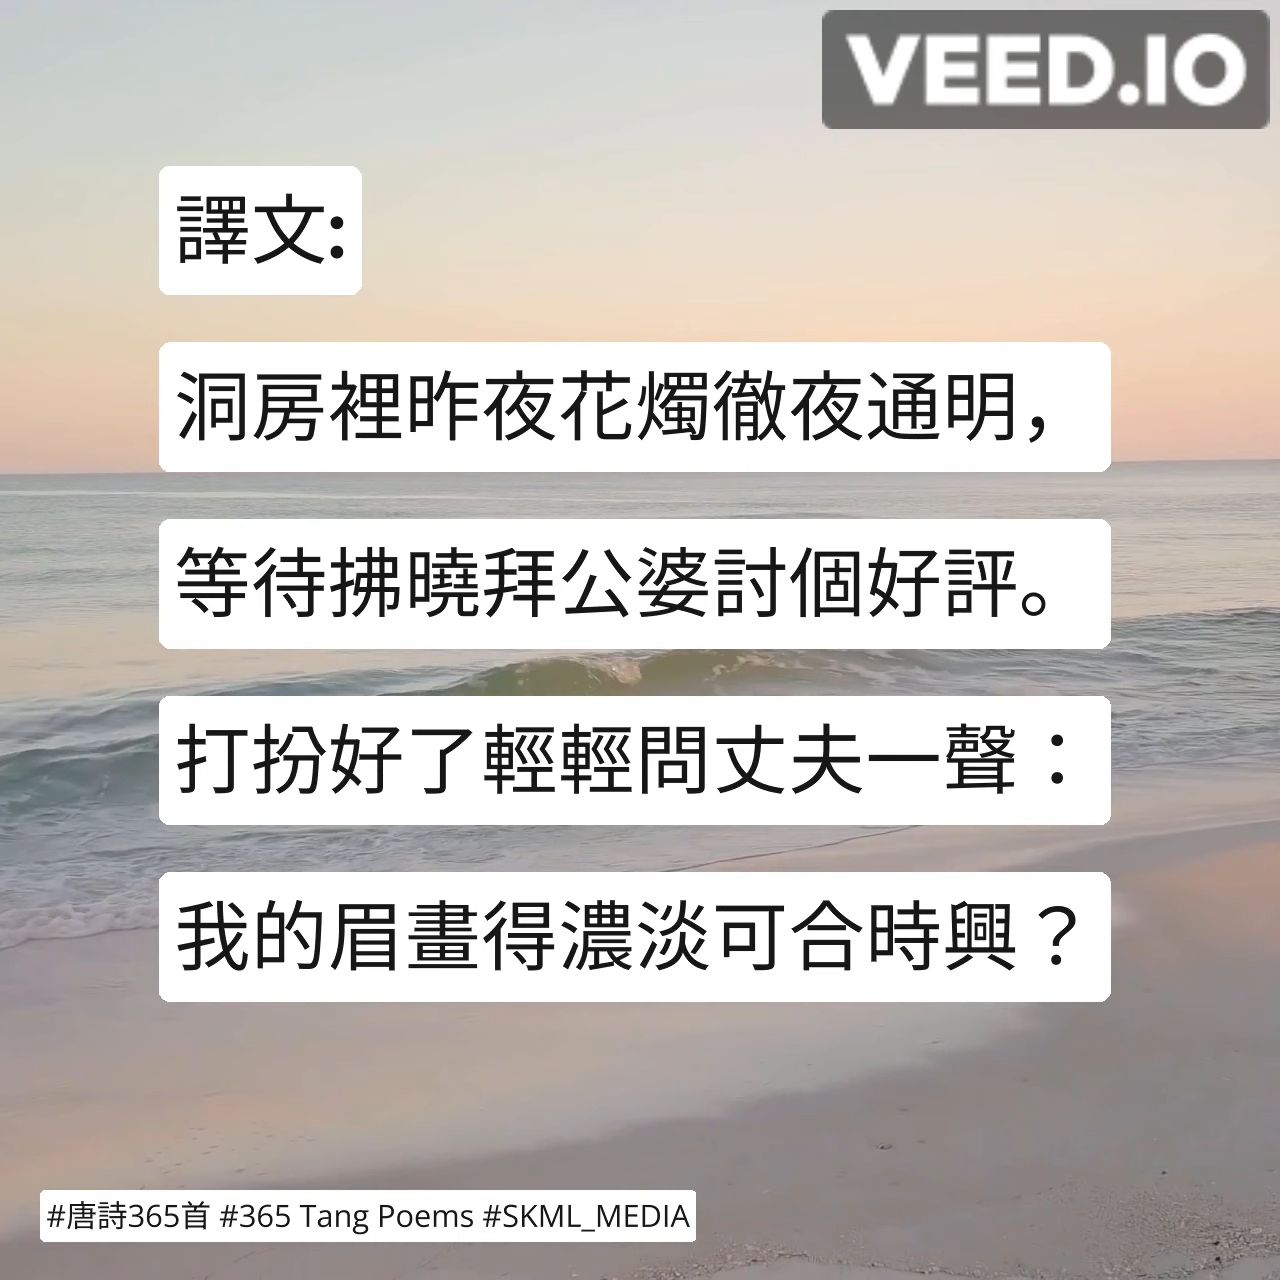 VEED.IO
譯文:
洞房裡昨夜花燭徹夜通明，
等待拂曉拜公婆討個好評。
打扮好了輕輕問丈夫一聲：
我的眉畫得濃淡可合時興？
#唐詩365首 #365 Tang Poems #SKML_MEDIA